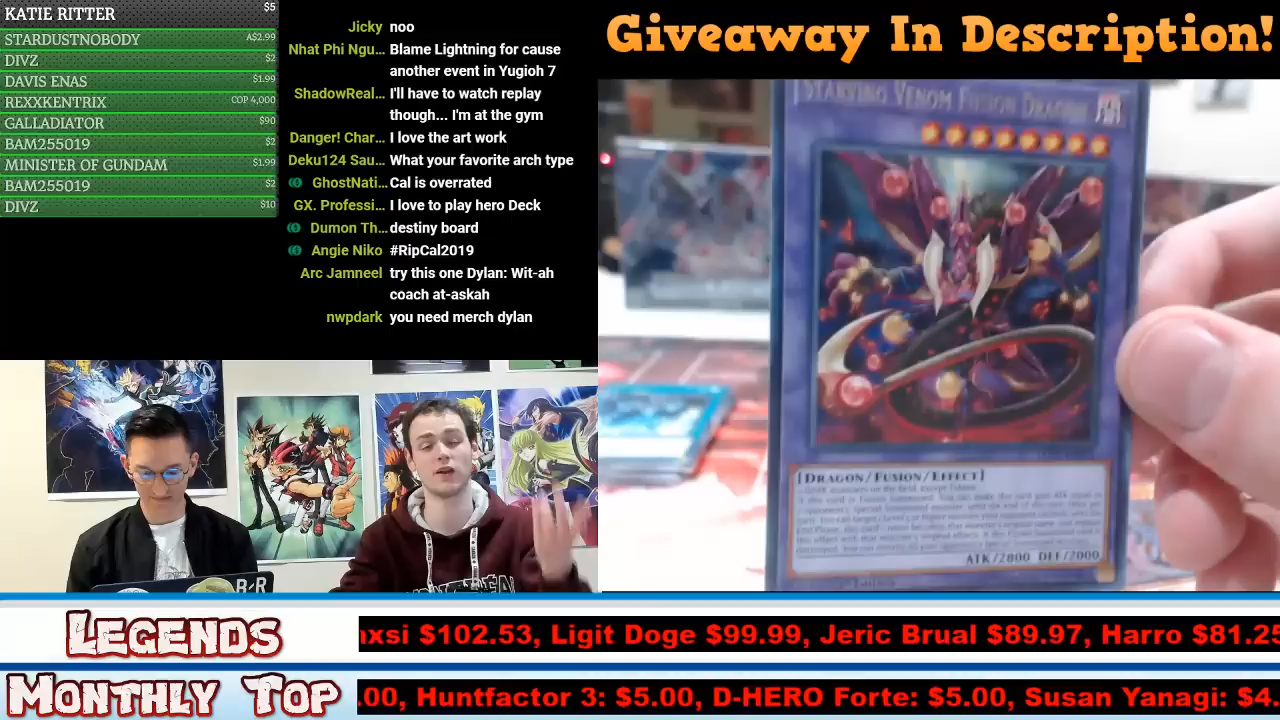 KATIE RITTER $5
STARDUSTNOBODY A$2.99
DIVZ $2
DAVIS ENAS $1.99
REXXKENTRIX COP 4,000
GALLADIATOR $90
BAM255019 $2
MINISTER OF GUNDAM $1.99
BAM255019 $2
DIVZ $10
Jicky noo
Nhat Phi Ngu... Blame Lightning for cause
another event in Yugioh 7
ShadowReal... I'll have to watch replay
though... I'm at the gym
Danger! Char... I love the art work
Deku124 Sau... What your favorite arch type
GhostNati... Cal is overrated
GX. Professi... I love to play hero Deck
Dumon Th... destiny board
Angie Niko #RipCal2019
Arc Jamneel try this one Dylan: Wit-ah
coach at-askah
nwpdark you need merch dylan
Giveaway In Description!
Starving Venom Fusion Dragon
[Dragon/Fusion/Effect]
ATK/2800 DEF/2000
Legends
xsi $102.53, Ligit Doge $99.99, Jeric Brual $89.97, Harro $81.25
Monthly Top
.00, Huntfactor 3: $5.00, D-HERO Forte: $5.00, Susan Yanagi: $4.